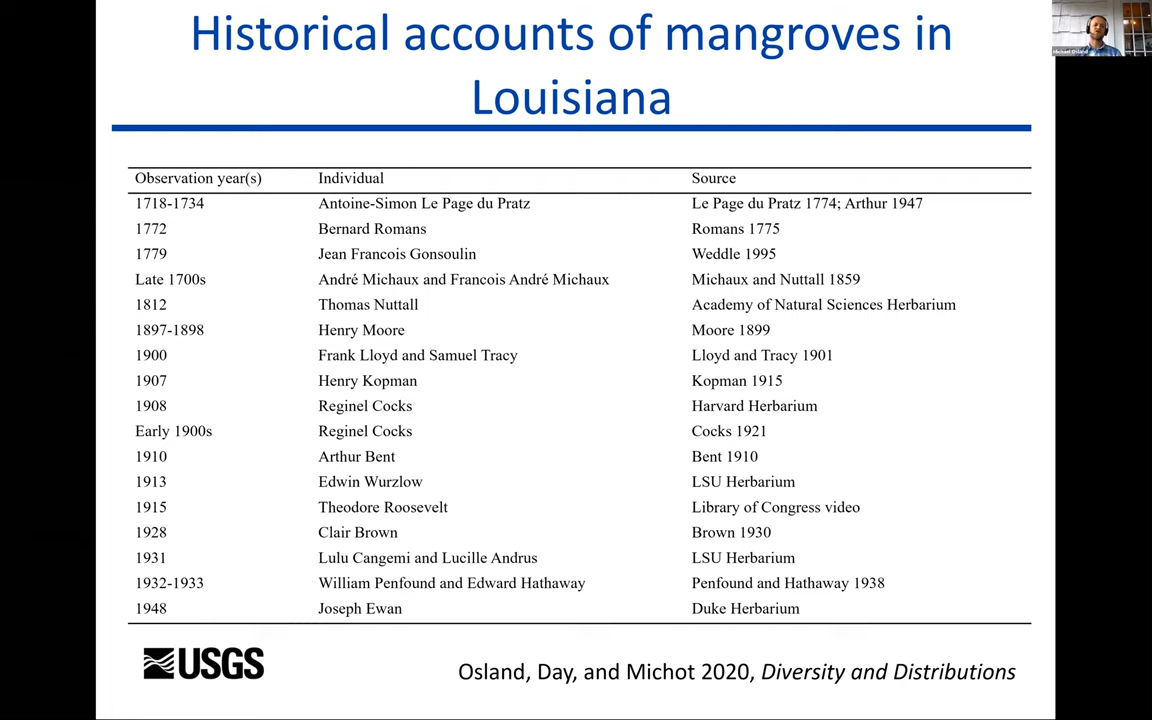 Historical accounts of mangroves in
Louisiana
Observation year(s) Individual Source
1718-1734 Antoine-Simon Le Page du Pratz Le Page du Pratz 1774; Arthur 1947
1772 Bernard Romans Romans 1775
1779 Jean Francois Gonsoulin Weddle 1995
Late 1700s André Michaux and Francois André Michaux Michaux and Nuttall 1859
1812 Thomas Nuttall Academy of Natural Sciences Herbarium
1897-1898 Henry Moore Moore 1899
1900 Frank Lloyd and Samuel Tracy Lloyd and Tracy 1901
1907 Henry Kopman Kopman 1915
1908 Reginel Cocks Harvard Herbarium
Early 1900s Reginel Cocks Cocks 1921
1910 Arthur Bent Bent 1910
1913 Edwin Wurzlow LSU Herbarium
1915 Theodore Roosevelt Library of Congress video
1928 Clair Brown Brown 1930
1931 Lulu Cangemi and Lucille Andrus LSU Herbarium
1932-1933 William Penfound and Edward Hathaway Penfound and Hathaway 1938
1948 Joseph Ewan Duke Herbarium
USGS
Osland, Day, and Michot 2020, Diversity and Distributions
Michael Osland